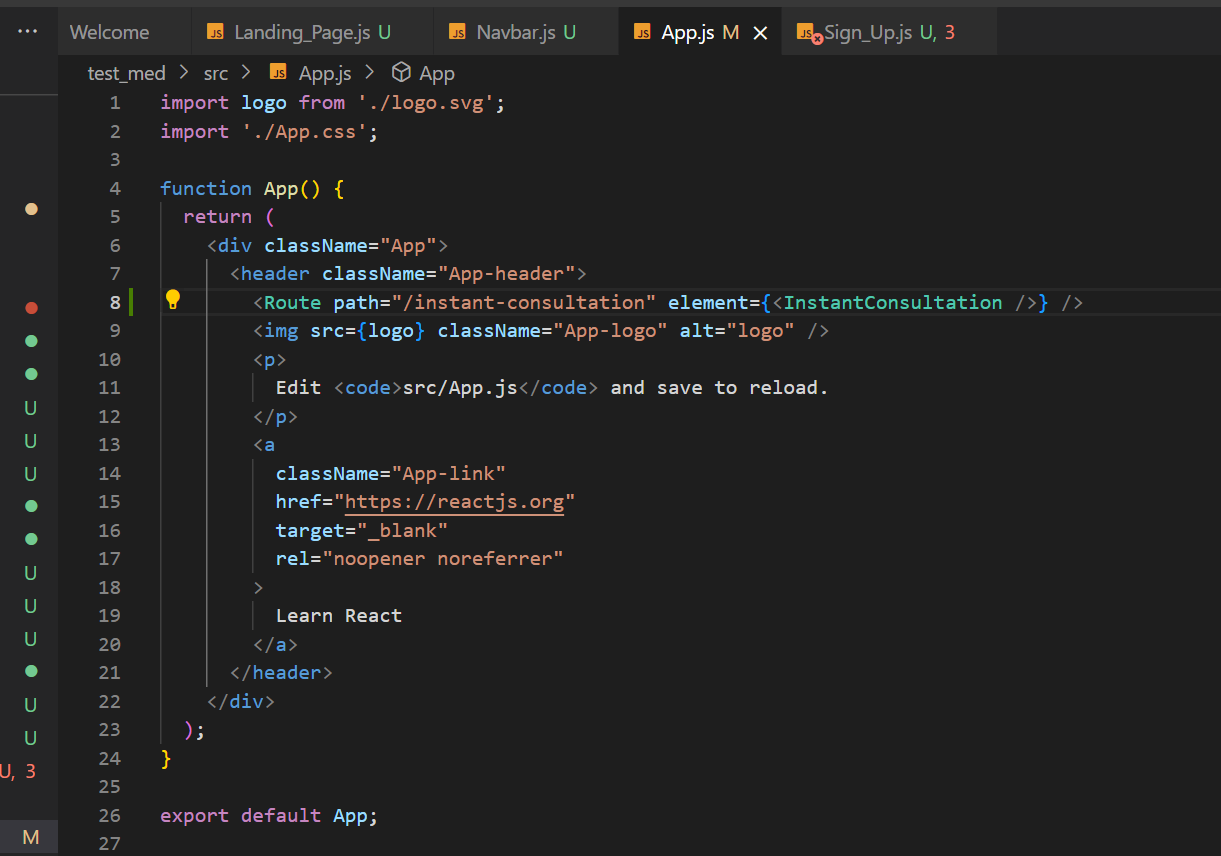 ··· Welcome JS Landing_Page.js U JS Navbar.js U JS App.js M × JS Sign_Up.js U, 3
test_med > src > JS App.js > App
1 import logo from './logo.svg';
2 import './App.css';
3
4 function App() {
5 return (
6 <div className="App">
7 <header className="App-header">
8 <Route path="/instant-consultation" element={<InstantConsultation />} />
9 <img src={logo} className="App-logo" alt="logo" />
10 <p>
11 Edit <code>src/App.js</code> and save to reload.
12 </p>
13 <a
14 className="App-link"
15 href="https://reactjs.org"
16 target="_blank"
17 rel="noopener noreferrer"
18 >
19 Learn React
20 </a>
21 </header>
22 </div>
23 );
24 }
25
26 export default App;
27
U
U
U
U
U
U
U
U
U, 3
M